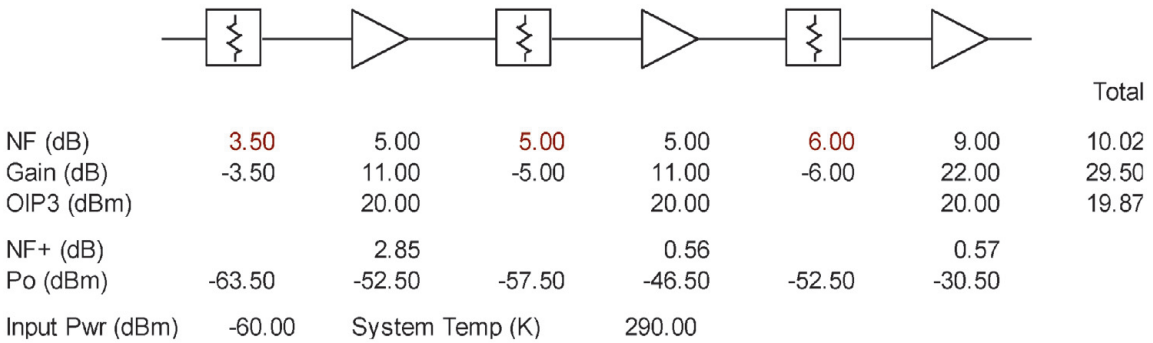 Total
NF (dB) 3.50 5.00 5.00 5.00 6.00 9.00 10.02
Gain (dB) -3.50 11.00 -5.00 11.00 -6.00 22.00 29.50
OIP3 (dBm) 20.00 20.00 20.00 19.87
NF+ (dB) 2.85 0.56 0.57
Po (dBm) -63.50 -52.50 -57.50 -46.50 -52.50 -30.50
Input Pwr (dBm) -60.00 System Temp (K) 290.00